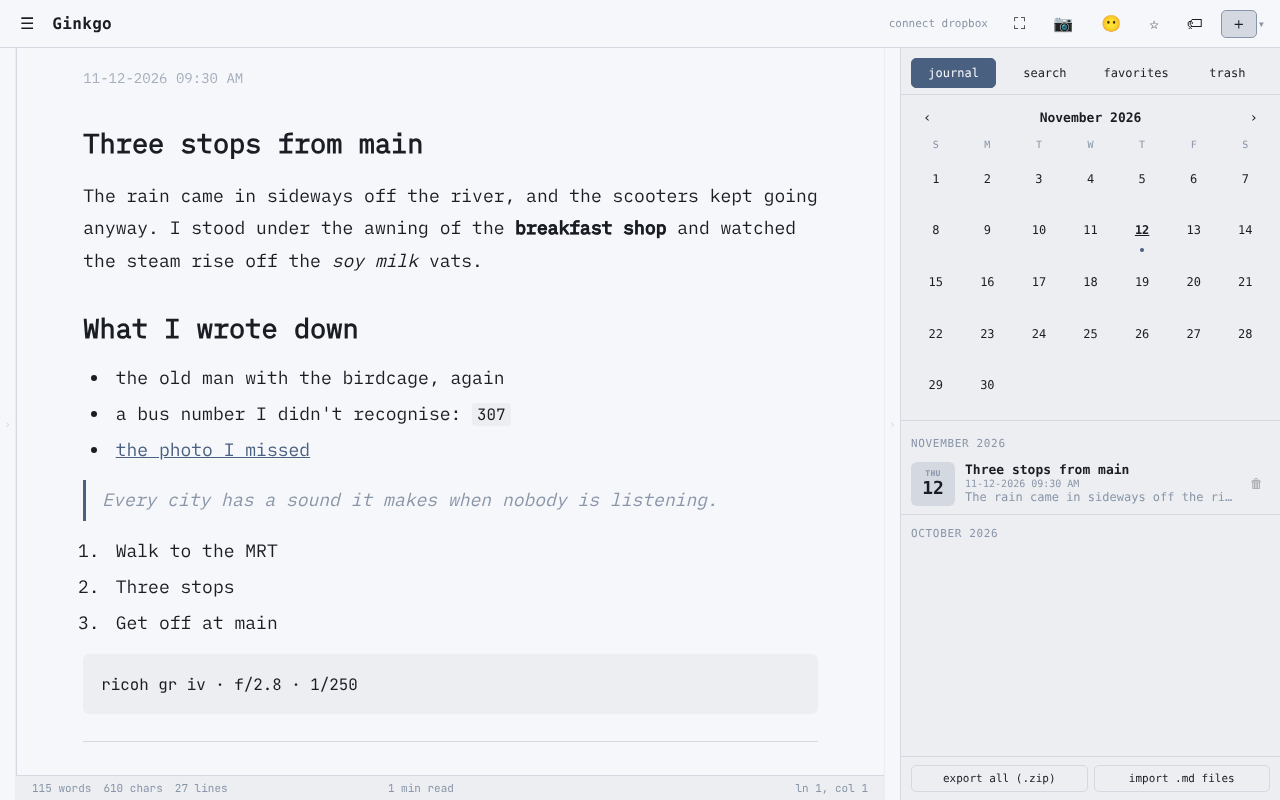 ☰ Ginkgo
connect dropbox
+ ▾
11-12-2026 09:30 AM
Three stops from main
The rain came in sideways off the river, and the scooters kept going
anyway. I stood under the awning of the breakfast shop and watched
the steam rise off the soy milk vats.
What I wrote down
• the old man with the birdcage, again
• a bus number I didn't recognise: 307
• the photo I missed
Every city has a sound it makes when nobody is listening.
1. Walk to the MRT
2. Three stops
3. Get off at main
ricoh gr iv · f/2.8 · 1/250
115 words 610 chars 27 lines 1 min read ln 1, col 1
journal search favorites trash
‹ November 2026 ›
S M T W T F S
1 2 3 4 5 6 7
8 9 10 11 12 13 14
15 16 17 18 19 20 21
22 23 24 25 26 27 28
29 30
NOVEMBER 2026
THU
12
Three stops from main
11-12-2026 09:30 AM
The rain came in sideways off the ri…
OCTOBER 2026
export all (.zip) import .md files